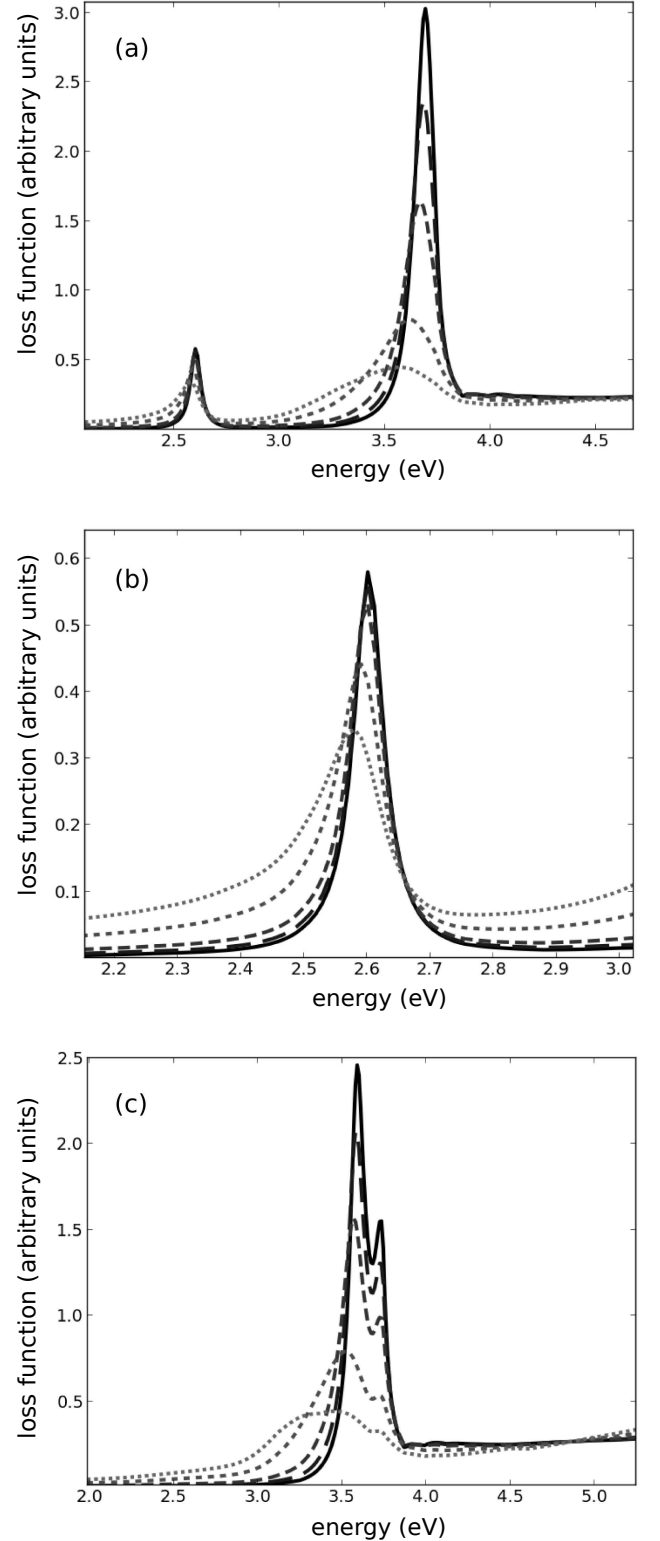 (a)
loss function (arbitrary units)
3.0
2.5
2.0
1.5
1.0
0.5
2.5 3.0 3.5 4.0 4.5
energy (eV)
(b)
loss function (arbitrary units)
0.6
0.5
0.4
0.3
0.2
0.1
2.2 2.3 2.4 2.5 2.6 2.7 2.8 2.9 3.0
energy (eV)
(c)
loss function (arbitrary units)
2.5
2.0
1.5
1.0
0.5
2.0 2.5 3.0 3.5 4.0 4.5 5.0
energy (eV)